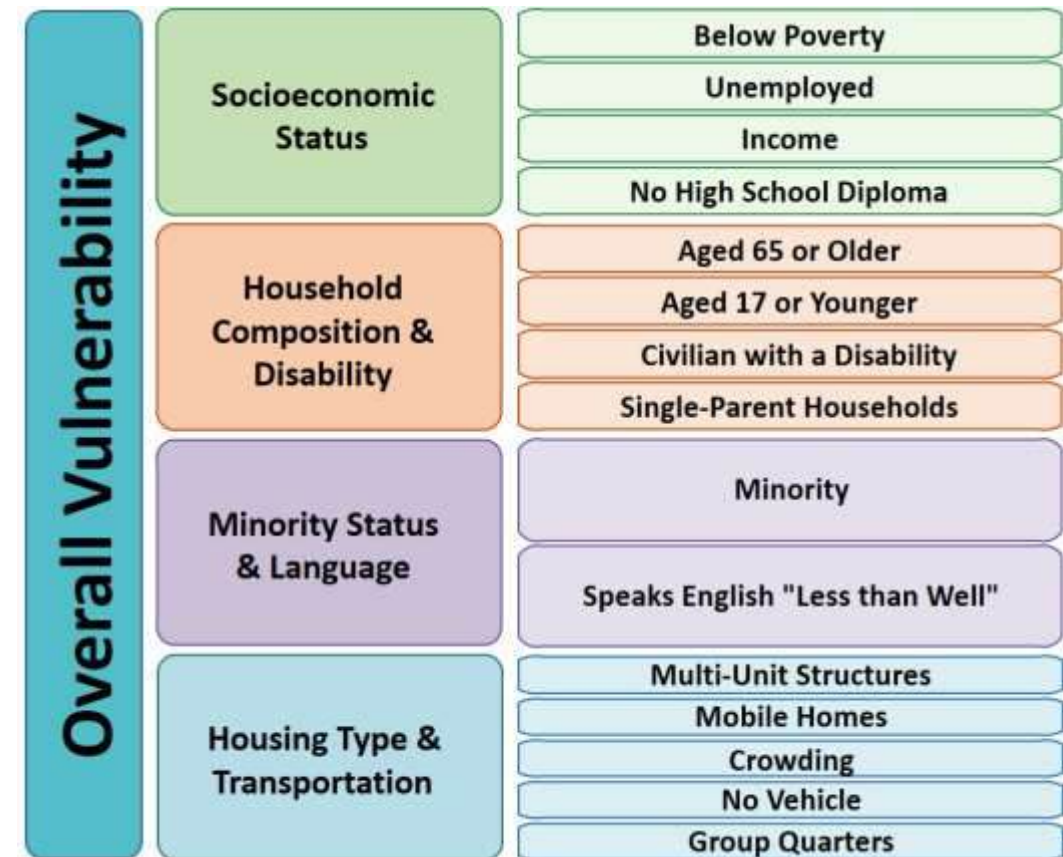 Overall Vulnerability
Socioeconomic
Status
Below Poverty
Unemployed
Income
No High School Diploma
Household
Composition &
Disability
Aged 65 or Older
Aged 17 or Younger
Civilian with a Disability
Single-Parent Households
Minority Status
& Language
Minority
Speaks English "Less than Well"
Housing Type &
Transportation
Multi-Unit Structures
Mobile Homes
Crowding
No Vehicle
Group Quarters